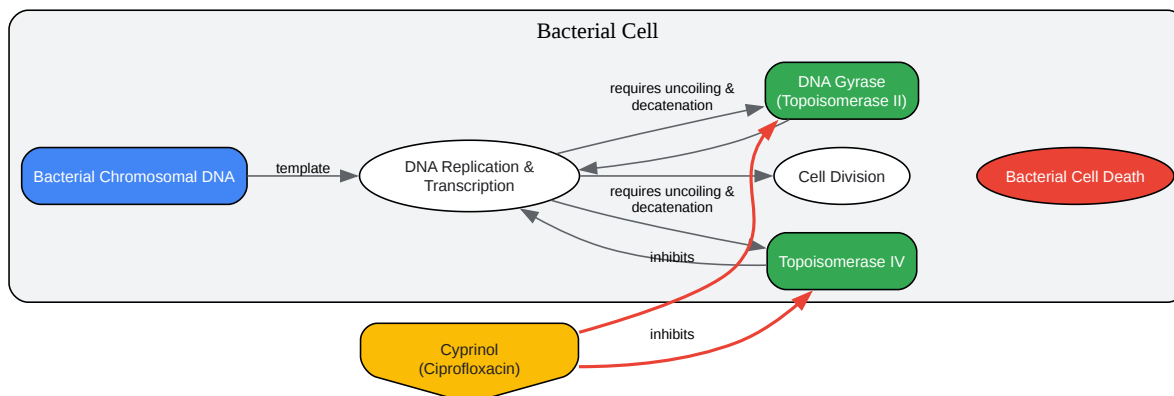 Bacterial Cell
requires uncoiling &
decatenation
DNA Gyrase
(Topoisomerase II)
Bacterial Chromosomal DNA
template
DNA Replication &
Transcription
Cell Division
Bacterial Cell Death
requires uncoiling &
decatenation
inhibits
Topoisomerase IV
inhibits
Cyprinol
(Ciprofloxacin)